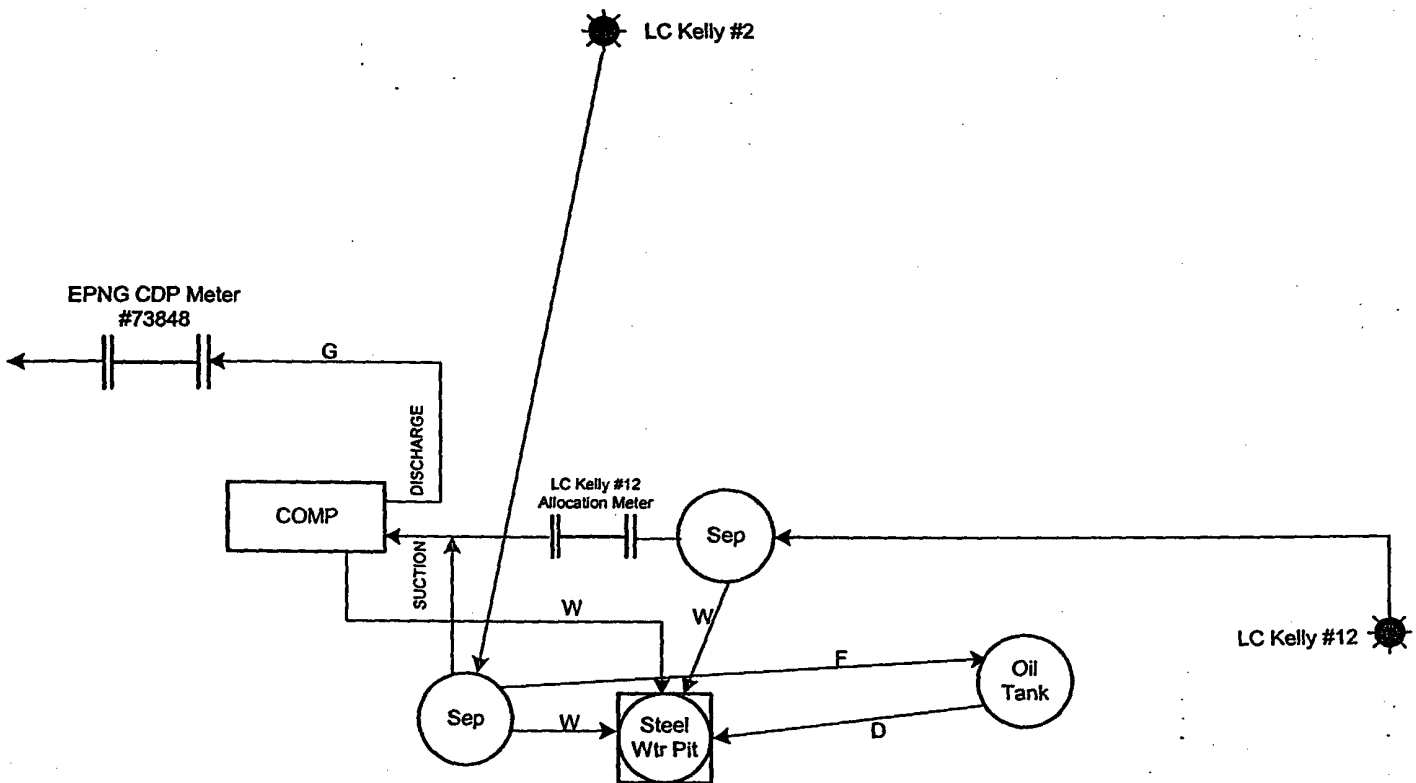 LC Kelly #2
EPNG CDP Meter
#73848
G
DISCHARGE
LC Kelly #12
Allocation Meter
COMP
Sep
SUCTION
W
W
LC Kelly #12
F
Oil
Tank
Sep
W
Steel
Wtr Pit
D